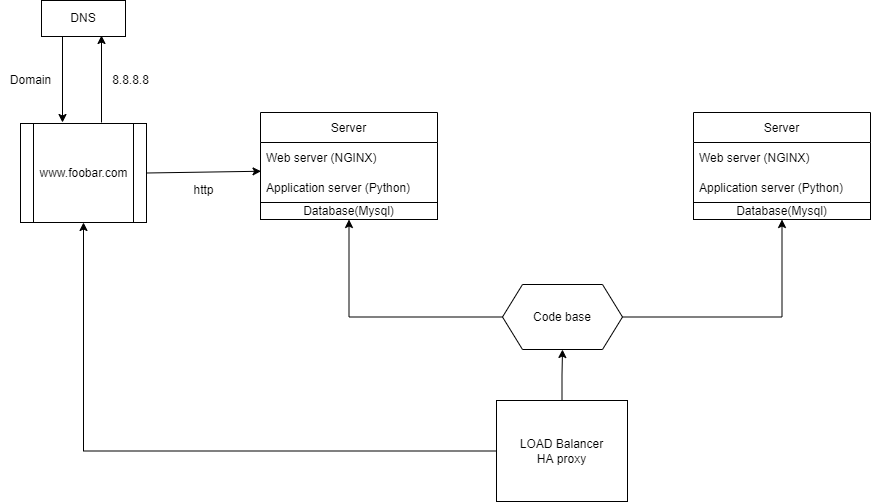 DNS
Domain
8.8.8.8
www.foobar.com
http
Server
Web server (NGINX)
Application server (Python)
Database(Mysql)
Server
Web server (NGINX)
Application server (Python)
Database(Mysql)
Code base
LOAD Balancer
HA proxy